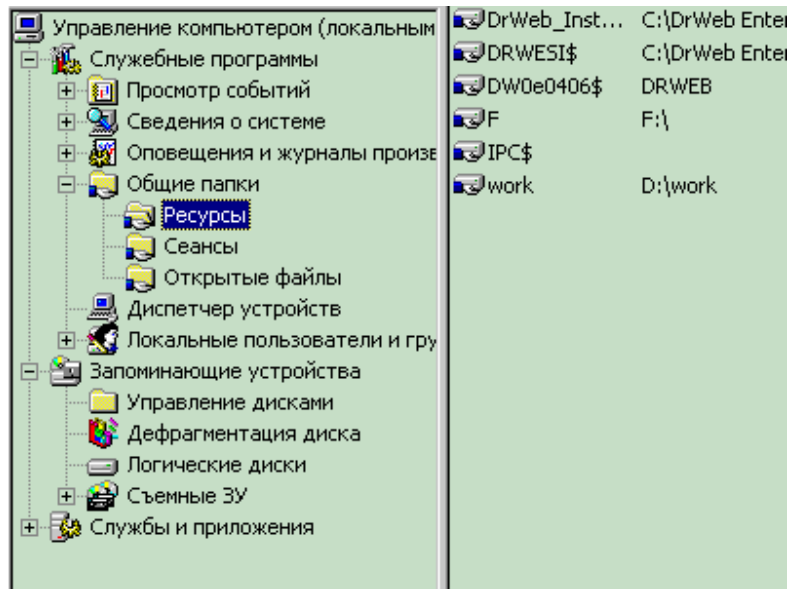 Управление компьютером (локальным
Служебные программы
Просмотр событий
Сведения о системе
Оповещения и журналы произв
Общие папки
Ресурсы
Сеансы
Открытые файлы
Диспетчер устройств
Локальные пользователи и гру
Запоминающие устройства
Управление дисками
Дефрагментация диска
Логические диски
Съемные ЗУ
Службы и приложения
DrWeb_Inst... C:\DrWeb Enter
DRWESI$ C:\DrWeb Enter
DW0e0406$ DRWEB
F F:\
IPC$
work D:\work